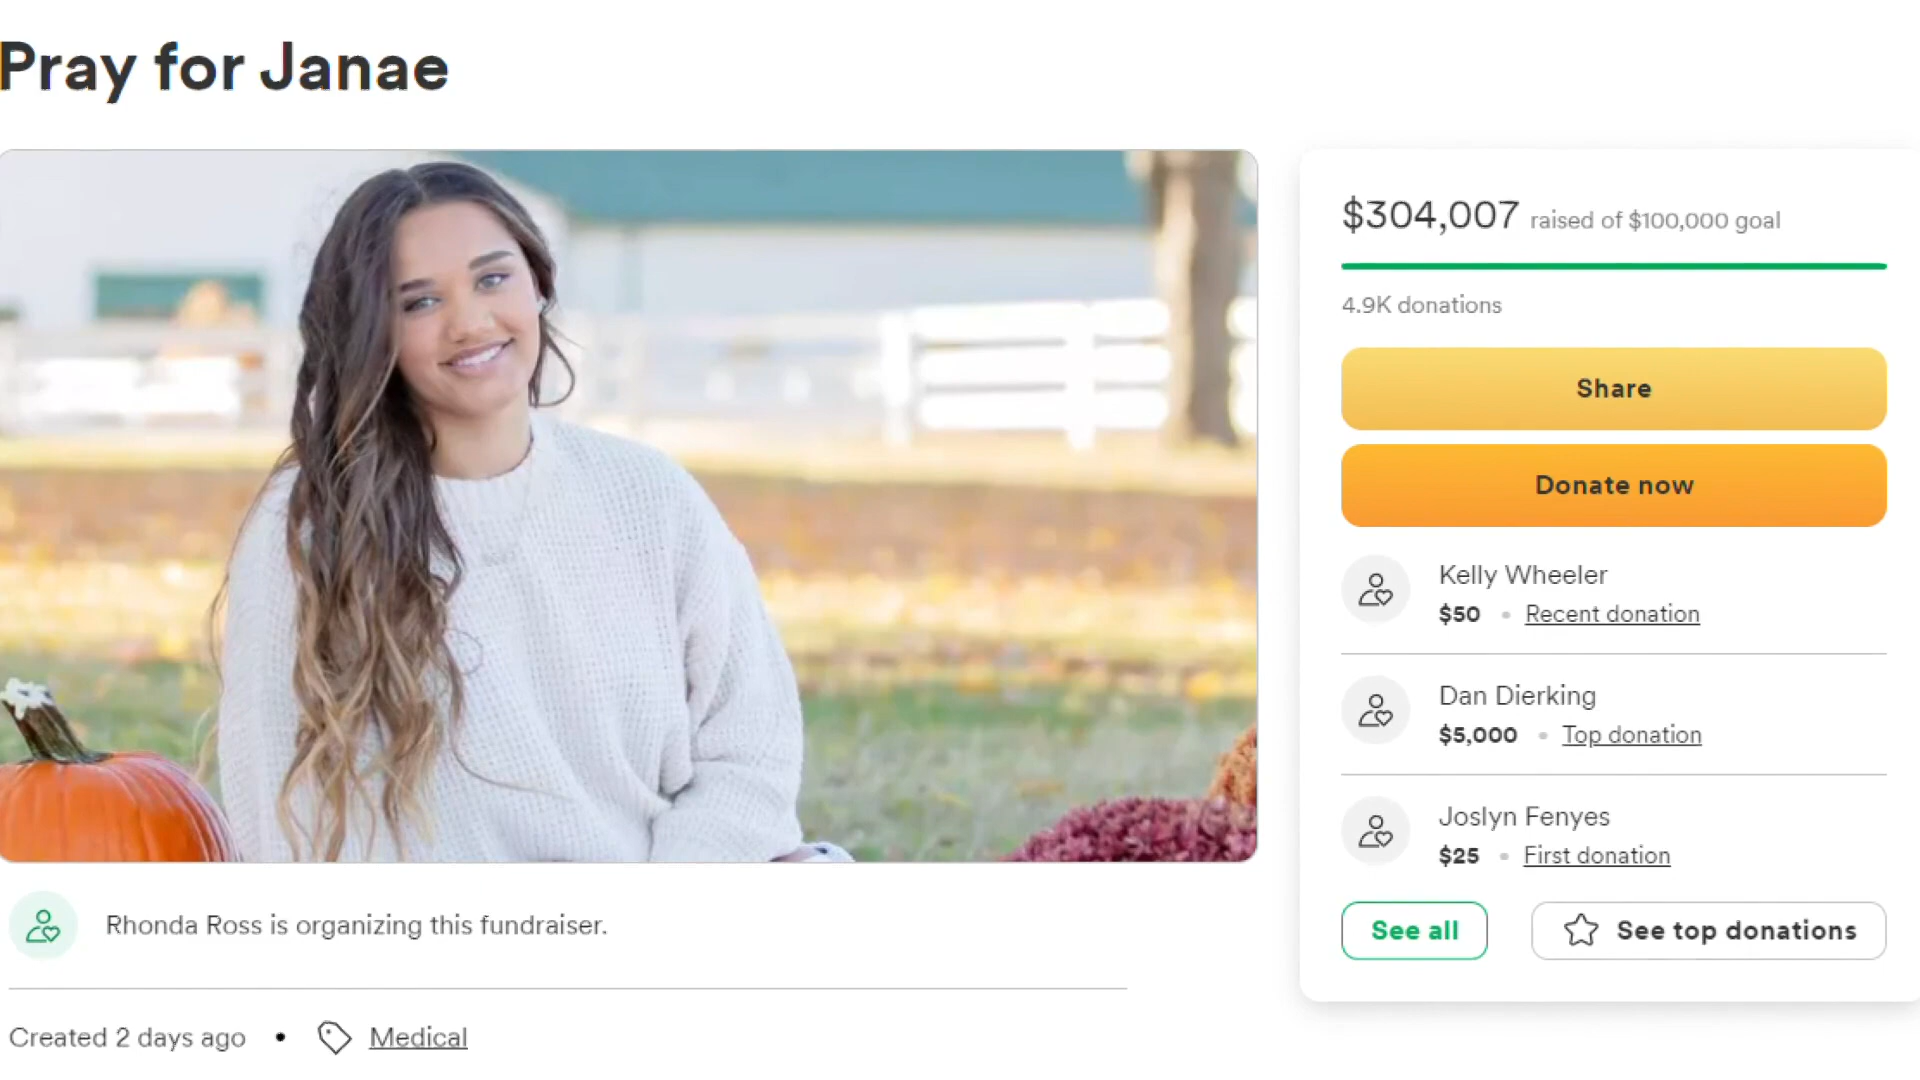 Pray for Janae
$304,007 raised of $100,000 goal
4.9K donations
Share
Donate now
Kelly Wheeler
$50 • Recent donation
Dan Dierking
$5,000 • Top donation
Joslyn Fenyes
$25 • First donation
See all
See top donations
Rhonda Ross is organizing this fundraiser.
Created 2 days ago • Medical